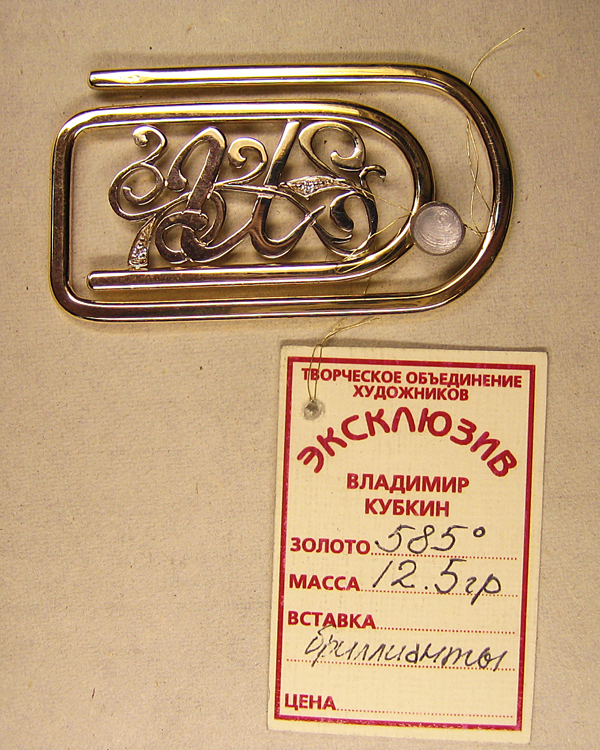 ТВОРЧЕСКОЕ ОБЪЕДИНЕНИЕ
ХУДОЖНИКОВ
ЭКСКЛЮЗИВ
ВЛАДИМИР
КУБКИН
ЗОЛОТО 585°
МАССА 12.5гр
ВСТАВКА
бриллианты
ЦЕНА